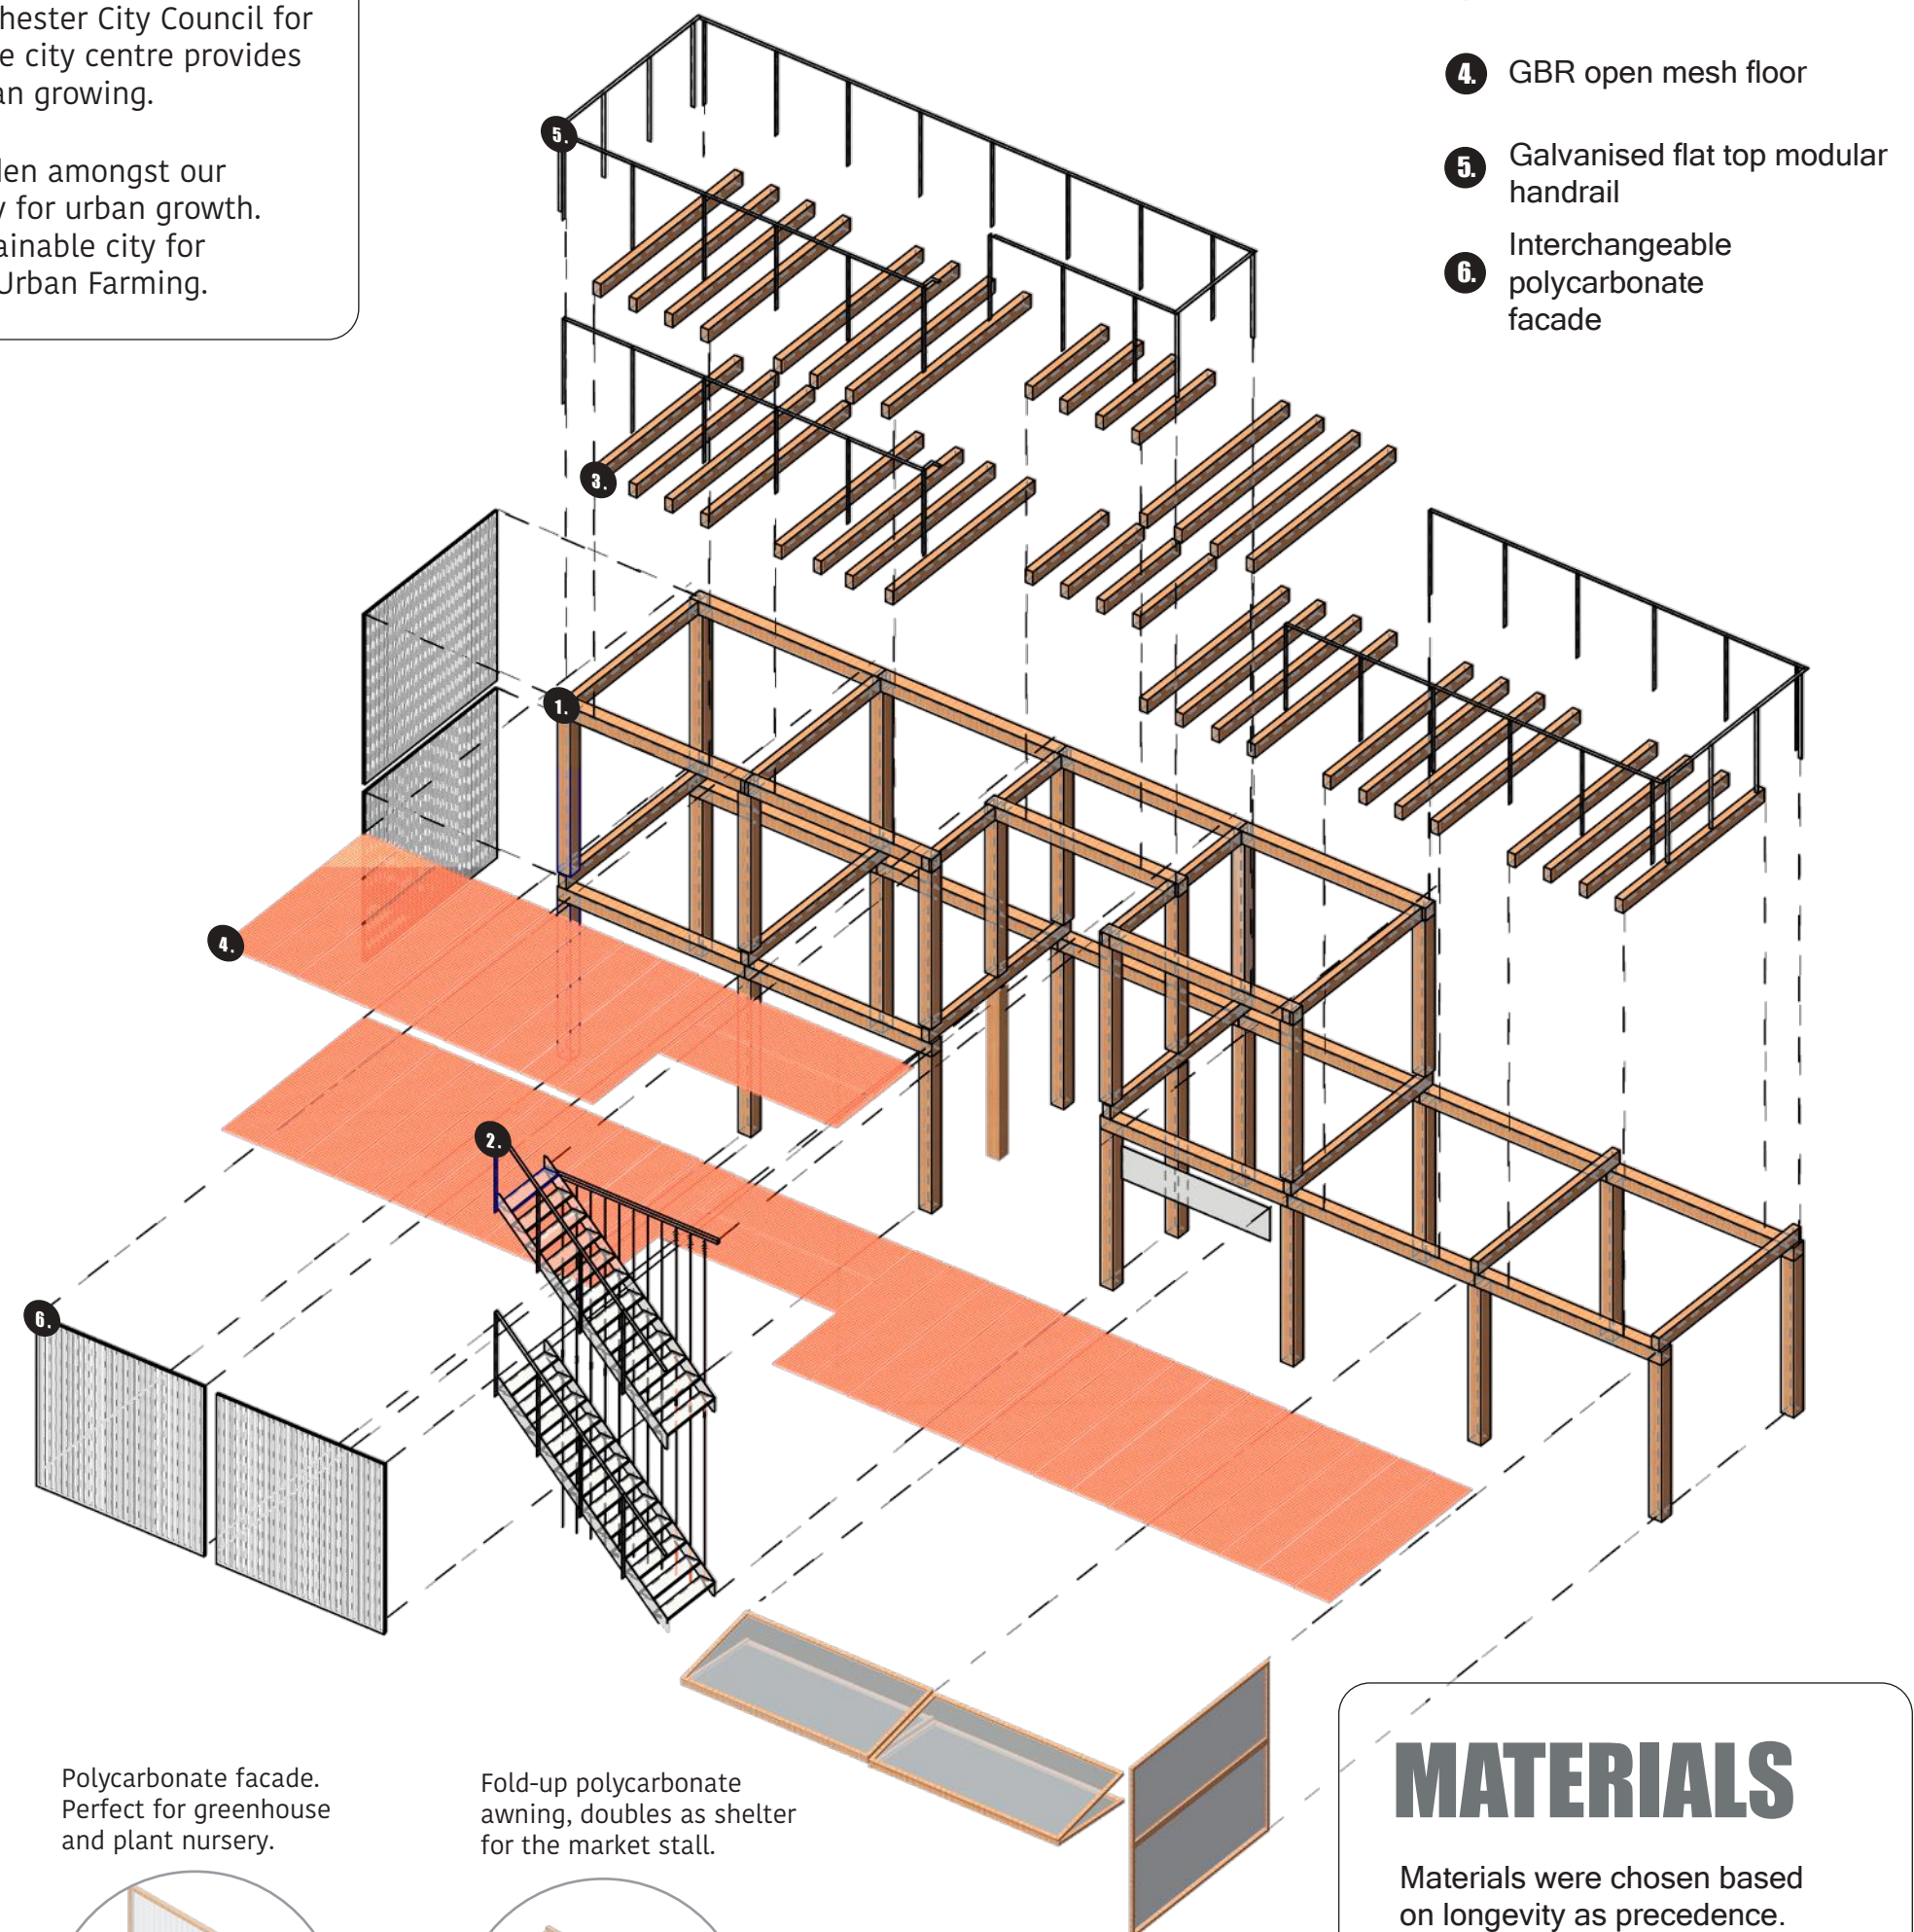 hester City Council for
e city centre provides
an growing.
len amongst our
y for urban growth.
ainable city for
Urban Farming.
4. GBR open mesh floor
5. Galvanised flat top modular
handrail
6. Interchangeable
polycarbonate
facade
5.
3.
1.
4.
2.
6.
Polycarbonate facade.
Perfect for greenhouse
and plant nursery.
Fold-up polycarbonate
awning, doubles as shelter
for the market stall.
MATERIALS
Materials were chosen based
on longevity as precedence.